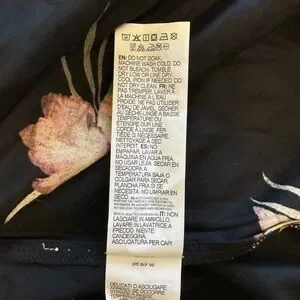 EN: DO NOT SOAK.
MACHINE WASH COLD. DO
NOT BLEACH. TUMBLE
DRY LOW OR LINE DRY.
COOL IRON IF NEEDED. DO
NOT DRY CLEAN. FR: NE
PAS TREMPER. LAVER À
LA MACHINE À L'EAU
FROIDE. NE PAS UTILISER
D'EAU DE JAVEL. SÉCHER
EN SÉCHEUSE À BASSE
TEMPÉRATURE OU
ÉTENDRE SUR UNE
CORDE À LINGE. FER
TIÈDE SI NÉCESSAIRE.
NETTOYAGE À SEC
INTERDIT. ES: NO
EMPAPAR. LAVAR A
MÁQUINA EN AGUA FRÍA.
NO USAR LEJÍA. SECAR EN
SECADORA A
TEMPERATURA BAJA O
COLGAR PARA SECAR
PLANCHA FRÍA SI SE
NECESITA. NO LIMPIAR EN
SECO.
IT: NON
LASCIARE IN AMMOLLO.
LAVARE IN LAVATRICE A
FREDDO. NIENTE
CANDEGGINA.
ASCIUGATURA PER CAPI
DELICATI O ASCIUGARE